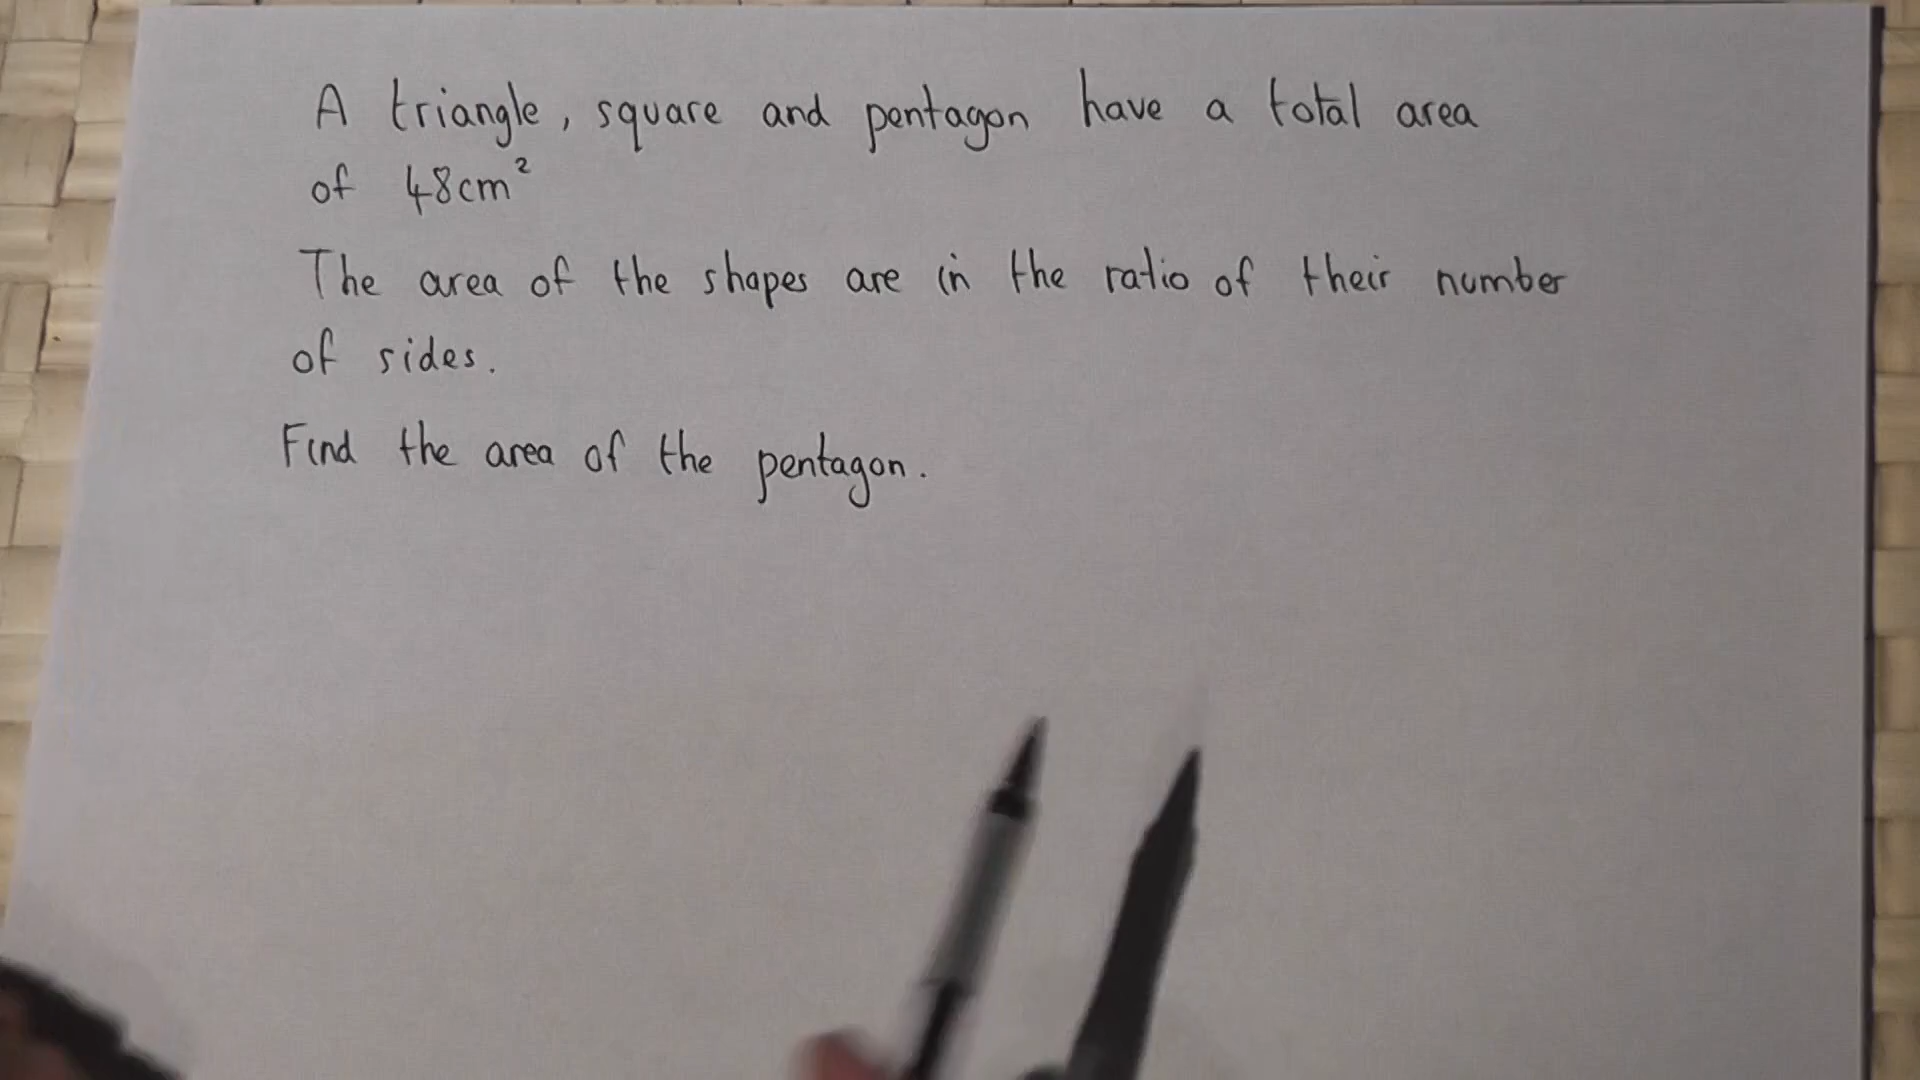 A triangle, square and pentagon have a total area
of 48cm²
The area of the shapes are in the ratio of their number
of sides.
Find the area of the pentagon.